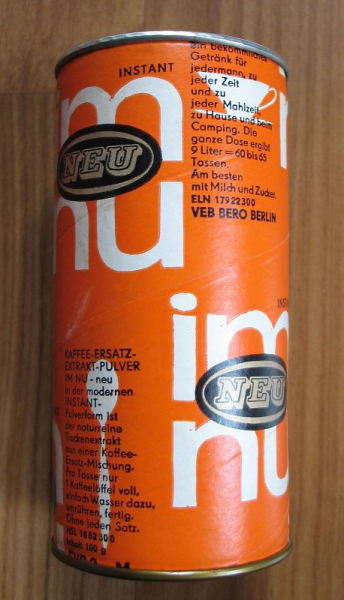 INSTANT
im
NEU
nu
ein bekömmliches
Getränk für
jedermann, zu
jeder Zeit
und zu
jeder Mahlzeit,
zu Hause und beim
Camping. Die
ganze Dose ergibt
9 Liter = 60 bis 65
Tassen.
Am besten
mit Milch und Zucker.
ELN 17922300
VEB BERO BERLIN
INST
im
NEU
nu
KAFFEE-ERSATZ-
EXTRAKT-PULVER
IM NU - neu
in der modernen
INSTANT-
Pulverform ist
der naturreine
Trockenextrakt
aus einer Kaffee-
Ersatz-Mischung.
Pro Tasse nur
1 Kaffeelöffel voll,
einfach Wasser dazu,
umrühren, fertig.
Ohne jeden Satz.
HSL 1882300
Inhalt 100 g